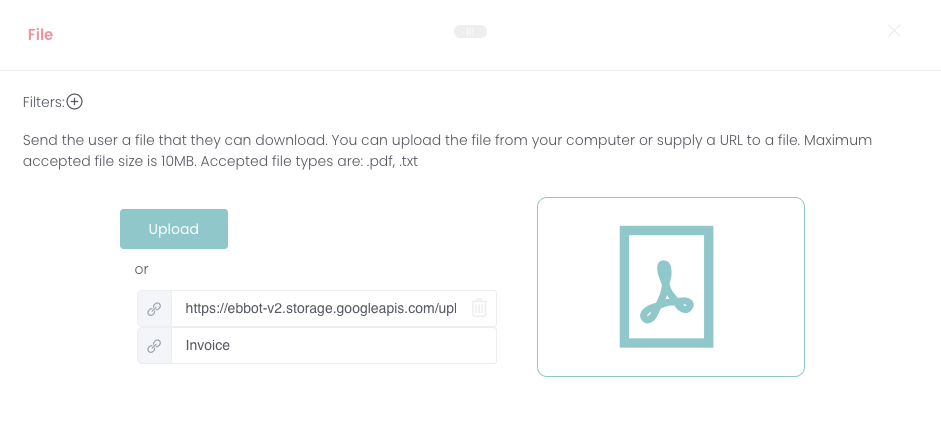 File
Filters:
Send the user a file that they can download. You can upload the file from your computer or supply a URL to a file. Maximum
accepted file size is 10MB. Accepted file types are: .pdf, .txt
Upload
or
https://ebbot-v2.storage.googleapis.com/upl
Invoice